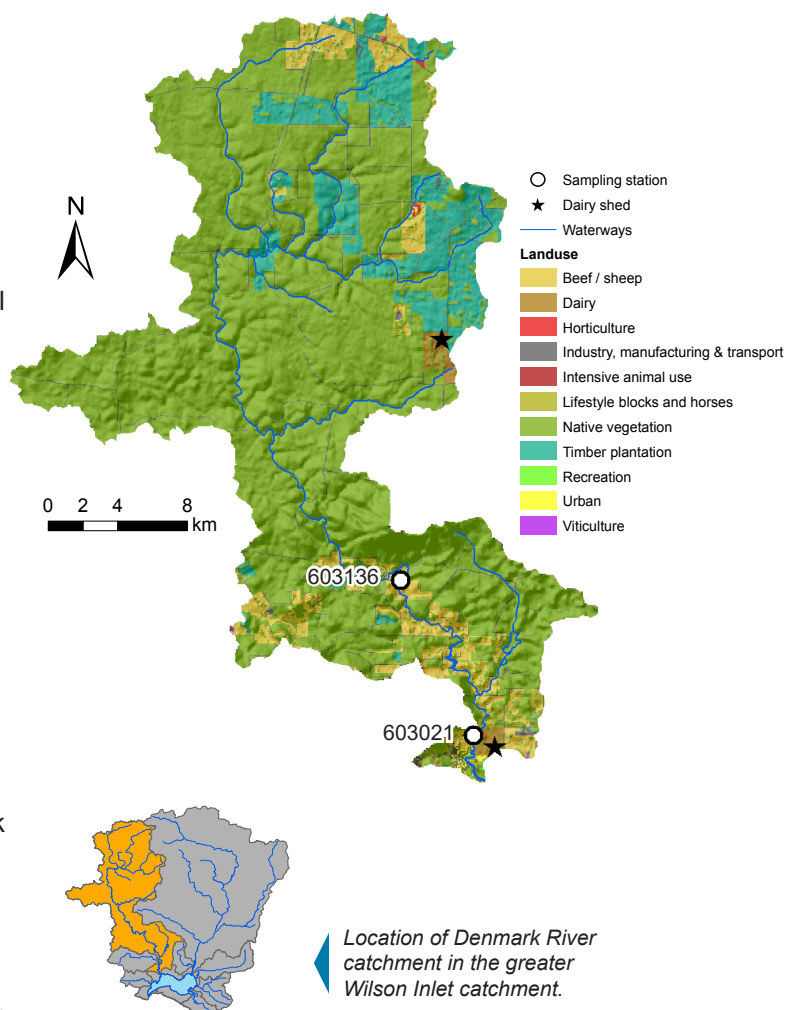 N
l
0 2 4 8
km
Sampling station
Dairy shed
Waterways
Landuse
Beef / sheep
Dairy
Horticulture
Industry, manufacturing & transport
Intensive animal use
Lifestyle blocks and horses
Native vegetation
Timber plantation
Recreation
Urban
Viticulture
603136
603021
k
Location of Denmark River
catchment in the greater
Wilson Inlet catchment.